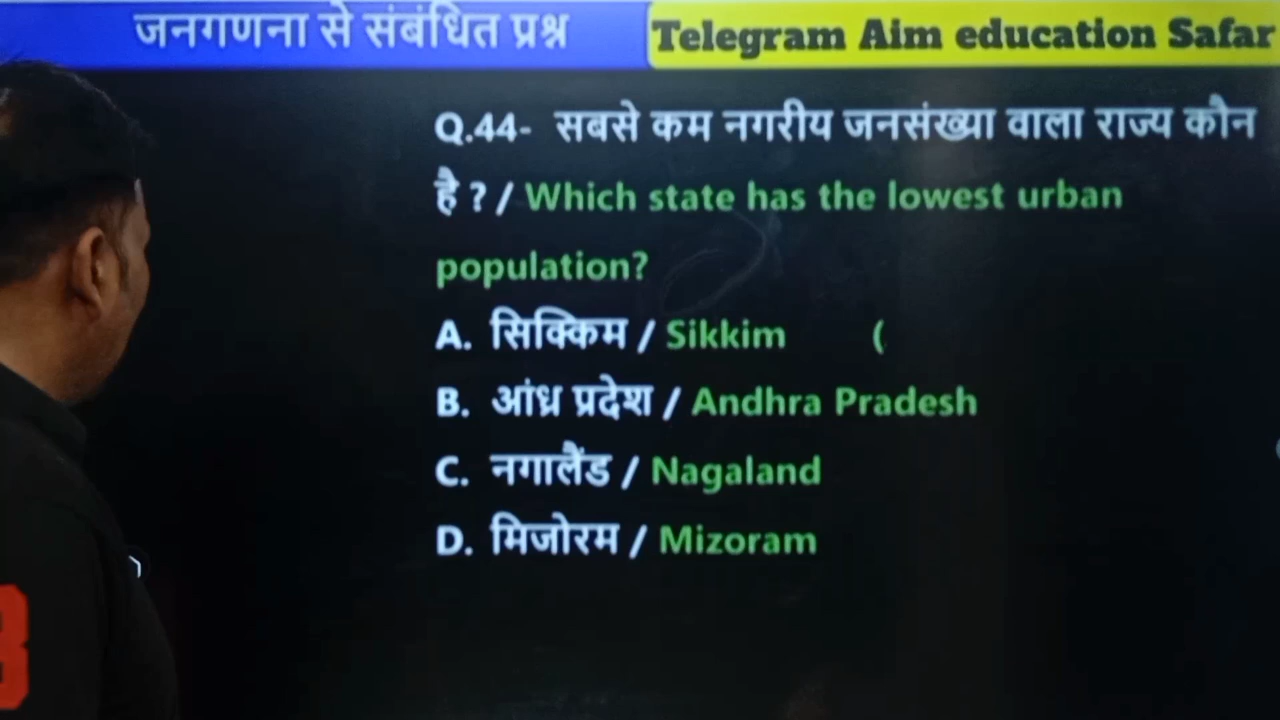 जनगणना से संबंधित प्रश्न
Telegram Aim education Safar
Q.44- सबसे कम नगरीय जनसंख्या वाला राज्य कौन
है ? / Which state has the lowest urban
population?
A. सिक्किम / Sikkim (
B. आंध्र प्रदेश / Andhra Pradesh
C. नगालैंड / Nagaland
D. मिजोरम / Mizoram